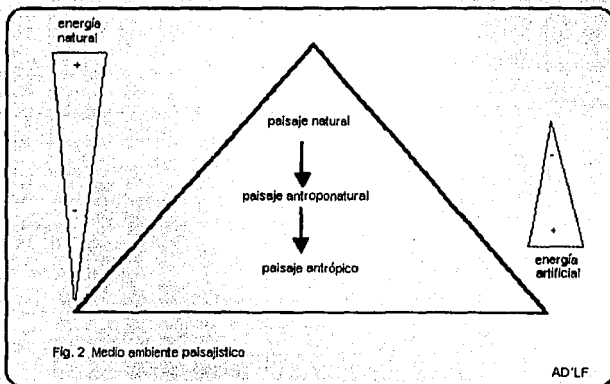 energía
natural
+
-
paisaje natural
paisaje antroponatural
paisaje antrópico
-
+
energía
artificial
Fig. 2 Medio ambiente paisajístico
AD'LF